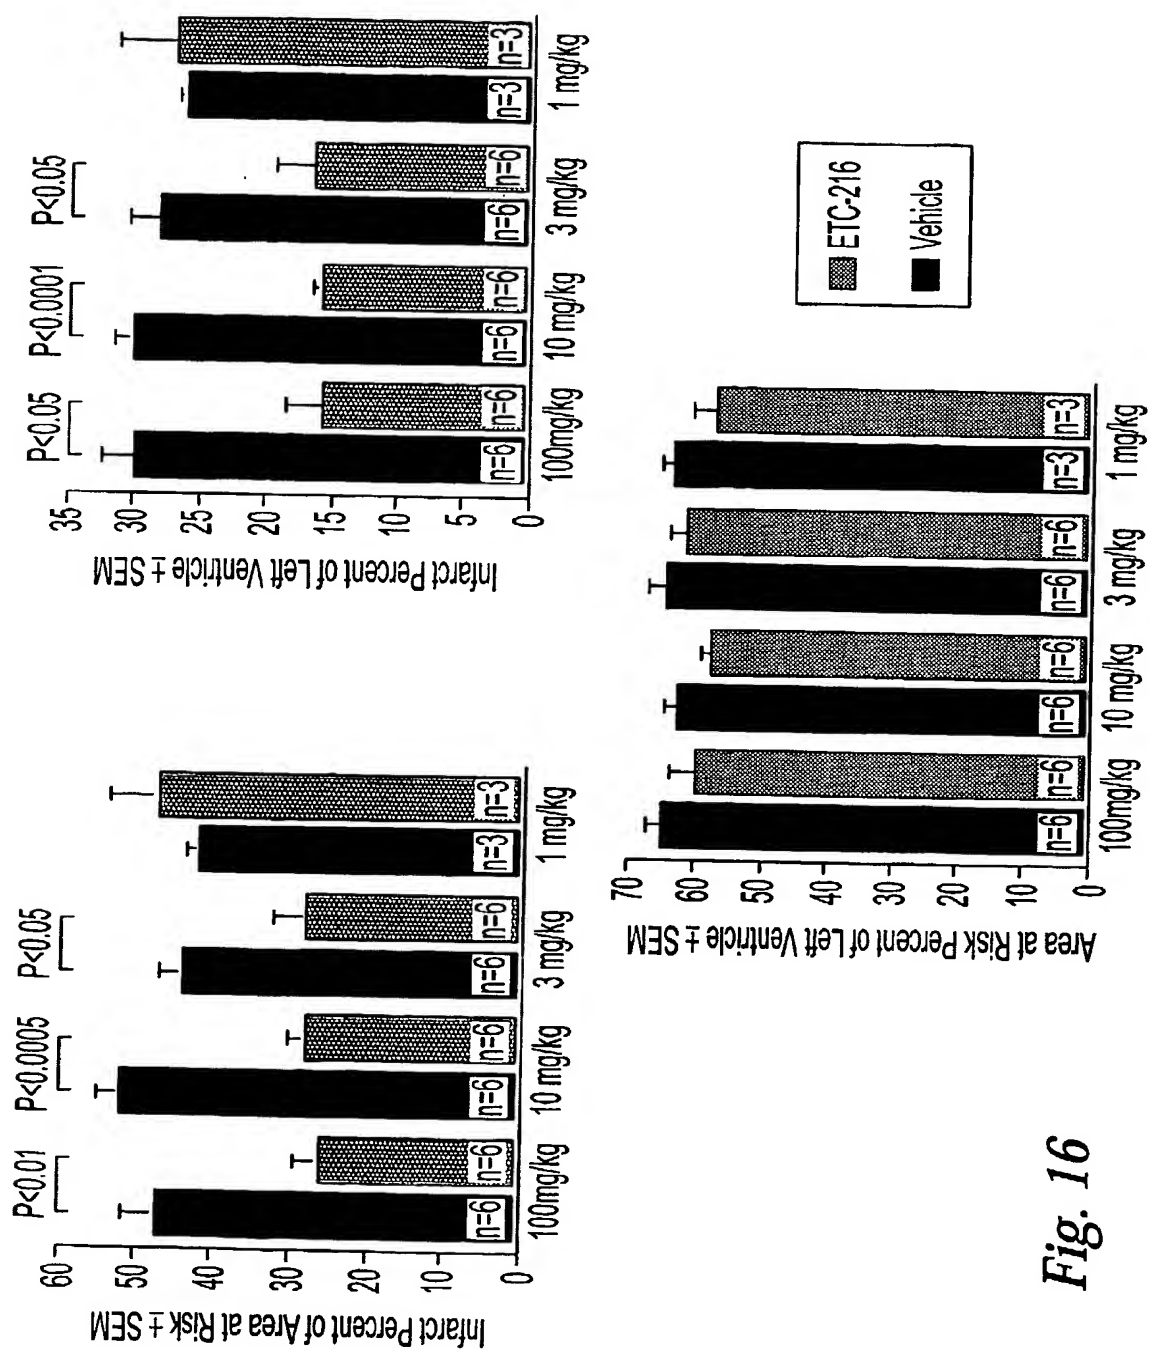 Infarct Percent of Area at Risk ± SEM
60
50
40
30
20
10
0
P<0.01
P<0.0005
P<0.05
n=6
n=6
n=6
n=6
n=6
n=6
n=3
n=3
100mg/kg
10 mg/kg
3 mg/kg
1 mg/kg
Infarct Percent of Left Ventricle ± SEM
35
30
25
20
15
10
5
0
P<0.05
P<0.0001
P<0.05
n=6
n=6
n=6
n=6
n=6
n=6
n=3
n=3
100mg/kg
10 mg/kg
3 mg/kg
1 mg/kg
Area at Risk Percent of Left Ventricle ± SEM
70
60
50
40
30
20
10
0
n=6
n=6
n=6
n=6
n=6
n=6
n=3
n=3
100mg/kg
10 mg/kg
3 mg/kg
1 mg/kg
ETC-216
Vehicle
Fig. 16